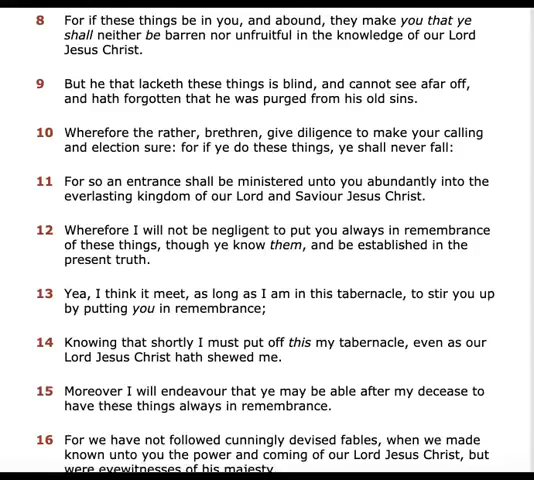 8 For if these things be in you, and abound, they make you that ye
shall neither be barren nor unfruitful in the knowledge of our Lord
Jesus Christ.
9 But he that lacketh these things is blind, and cannot see afar off,
and hath forgotten that he was purged from his old sins.
10 Wherefore the rather, brethren, give diligence to make your calling
and election sure: for if ye do these things, ye shall never fall:
11 For so an entrance shall be ministered unto you abundantly into the
everlasting kingdom of our Lord and Saviour Jesus Christ.
12 Wherefore I will not be negligent to put you always in remembrance
of these things, though ye know them, and be established in the
present truth.
13 Yea, I think it meet, as long as I am in this tabernacle, to stir you up
by putting you in remembrance;
14 Knowing that shortly I must put off this my tabernacle, even as our
Lord Jesus Christ hath shewed me.
15 Moreover I will endeavour that ye may be able after my decease to
have these things always in remembrance.
16 For we have not followed cunningly devised fables, when we made
known unto you the power and coming of our Lord Jesus Christ, but
were eyewitnesses of his majesty.